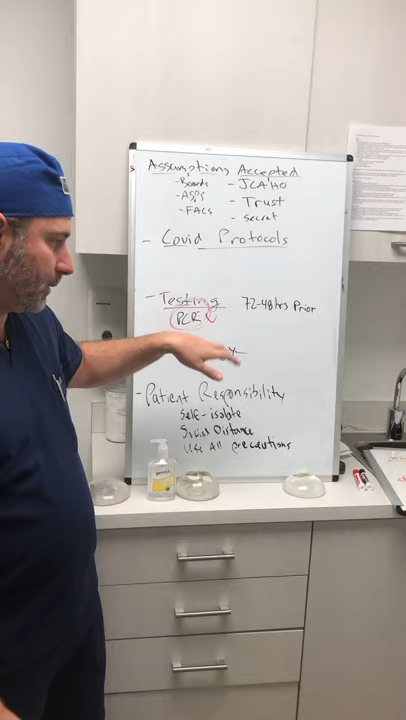 Assumptions Accepted
- Boards - JCAHO
- ASPS - Trust
- FACS - secret
- Covid Protocols
- Testing 72-48hrs Prior
PCR
- Patient Responsibility
Self-isolate
Social Distance
Use All precautions